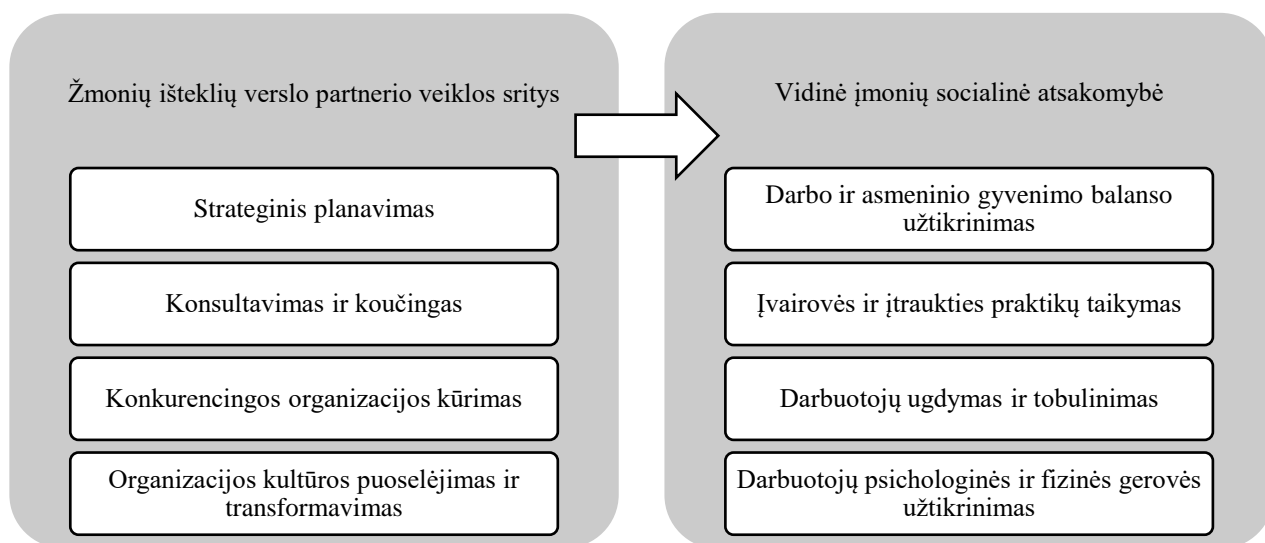 Žmonių išteklių verslo partnerio veiklos sritys
Strateginis planavimas
Konsultavimas ir koučingas
Konkurencingos organizacijos kūrimas
Organizacijos kultūros puoselėjimas ir
transformavimas
Vidinė įmonių socialinė atsakomybė
Darbo ir asmeninio gyvenimo balanso
užtikrinimas
Įvairovės ir įtraukties praktikų taikymas
Darbuotojų ugdymas ir tobulinimas
Darbuotojų psichologinės ir fizinės gerovės
užtikrinimas